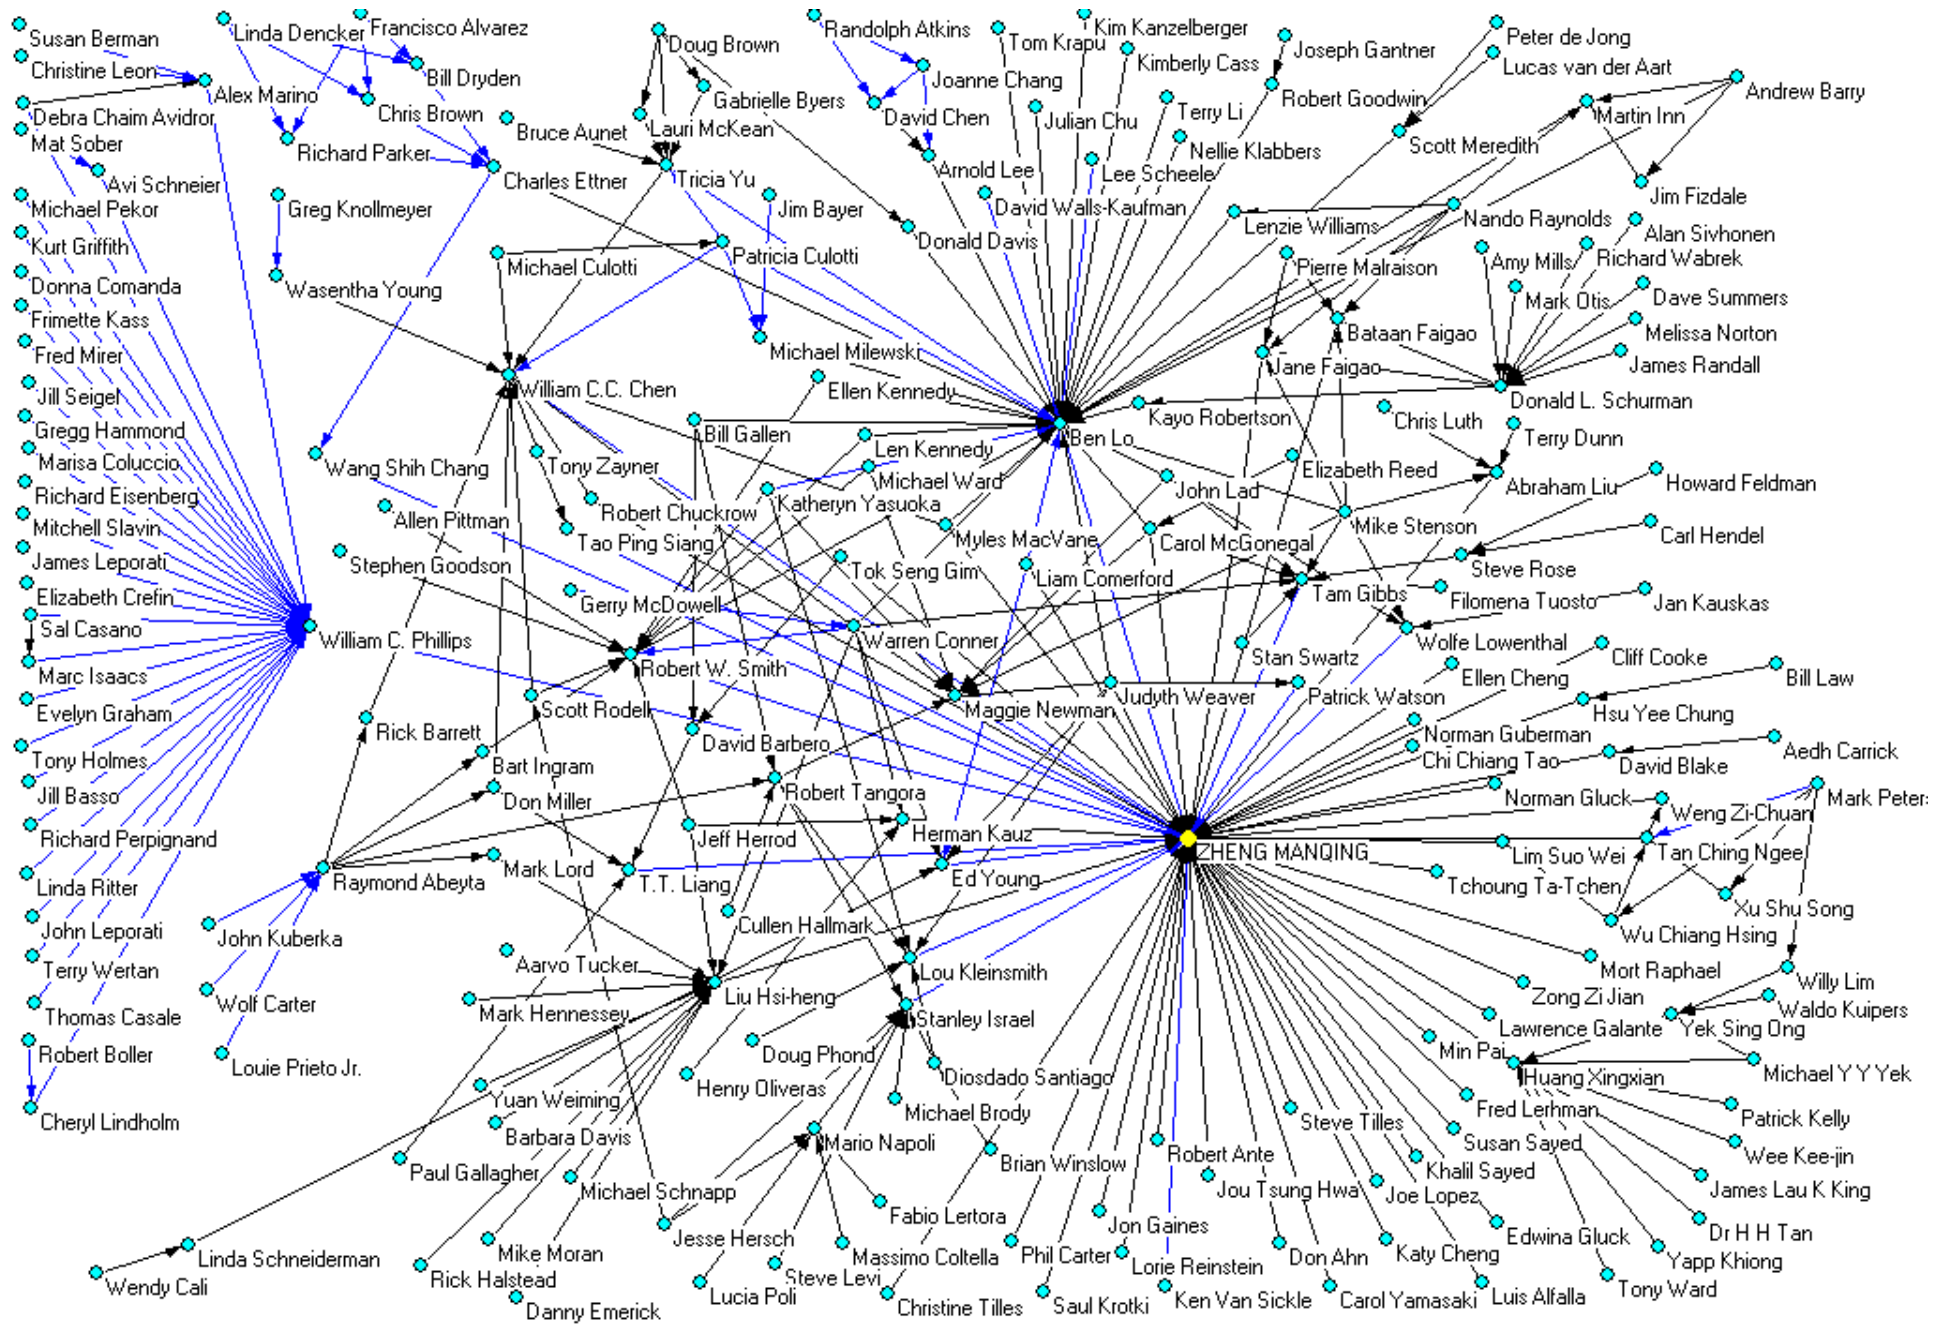 Susan Berman
Linda Dencker
Francisco Alvarez
Doug Brown
Randolph Atkins
Tom Krapu
Kim Kanzelberger
Kimberly Cass
Joseph Gantner
Peter de Jong
Lucas van der Aart
Andrew Barry
Christine Leon
Alex Marino
Bill Dryden
Gabrielle Byers
Joanne Chang
Terry Li
Robert Goodwin
Martin Inn
Debra Chaim Avidror
Chris Brown
Lauri McKean
David Chen
Julian Chu
Mat Sober
Richard Parker
Bruce Aunet
Nellie Klabbers
Scott Meredith
Avi Schneier
Charles Ettner
Tricia Yu
Arnold Lee
Lee Scheele
Jim Fizdale
Michael Pekor
Greg Knollmeyer
Jim Bayer
David Walls-Kaufman
Lenzie Williams
Nando Raynolds
Alan Sivhonen
Kurt Griffith
Michael Culotti
Patricia Culotti
Donald Davis
Pierre Malraison
Amy Mills
Richard Wabrek
Donna Comanda
Wasentha Young
Mark Otis
Dave Summers
Frimette Kass
Bataan Faigao
Melissa Norton
Fred Mirer
Michael Milewski
Jane Faigao
James Randall
Jill Seigel
William C.C. Chen
Ellen Kennedy
Kayo Robertson
Donald L. Schurman
Gregg Hammond
Bill Gallen
Len Kennedy
Ben Lo
Chris Luth
Terry Dunn
Marisa Coluccio
Wang Shih Chang
Tony Zayner
Michael Ward
Elizabeth Reed
Richard Eisenberg
Robert Chuckrow
Katheryn Yasuoka
John Lad
Abraham Liu
Howard Feldman
Mitchell Slavin
Allen Pittman
Tao Ping Siang
Myles MacVane
Carol McGonegal
Mike Stenson
Carl Hendel
James Leporati
Stephen Goodson
Tok Seng Gim
Liam Comerford
Steve Rose
Elizabeth Crefin
Gerry McDowell
Tam Gibbs
Filomena Tuosto
Jan Kauskas
Sal Casano
William C. Phillips
Warren Conner
Wolfe Lowenthal
Marc Isaacs
Robert W. Smith
Stan Swartz
Ellen Cheng
Cliff Cooke
Bill Law
Evelyn Graham
Scott Rodell
Maggie Newman
Judyth Weaver
Patrick Watson
Hsu Yee Chung
Tony Holmes
Rick Barrett
David Barbero
Norman Guberman
Aedh Carrick
Jill Basso
Bart Ingram
Robert Tangora
Chi Chiang Tao
David Blake
Richard Perpignand
Don Miller
Jeff Herrod
Herman Kauz
Norman Gluck
Weng Zi-Chuan
Mark Peter
Linda Ritter
Raymond Abeyta
Mark Lord
T.T. Liang
Ed Young
ZHENG MANQING
Lim Suo Wei
Tan Ching Ngee
John Leporati
John Kuberka
Cullen Hallmark
Tchoung Ta-Tchen
Xu Shu Song
Terry Wertan
Aarvo Tucker
Lou Kleinsmith
Wu Chiang Hsing
Thomas Casale
Wolf Carter
Mark Hennessey
Liu Hsi-heng
Mort Raphael
Willy Lim
Robert Boller
Louie Prieto Jr.
Stanley Israel
Zong Zi Jian
Waldo Kuipers
Doug Phond
Lawrence Galante
Yek Sing Ong
Cheryl Lindholm
Yuan Weiming
Henry Oliveras
Diosdado Santiago
Min Pai
Huang Xingxian
Michael Y Y Yek
Barbara Davis
Michael Brody
Steve Tilles
Fred Lerhman
Patrick Kelly
Paul Gallagher
Mario Napoli
Brian Winslow
Robert Ante
Susan Sayed
Wee Kee-jin
Michael Schnapp
Jou Tsung Hwa
Khalil Sayed
James Lau K King
Fabio Lertora
Jon Gaines
Joe Lopez
Edwina Gluck
Dr H H Tan
Linda Schneiderman
Mike Moran
Jesse Hersch
Massimo Coltella
Phil Carter
Lorie Reinstein
Don Ahn
Katy Cheng
Yapp Khiong
Wendy Cali
Rick Halstead
Steve Levi
Lucia Poli
Danny Emerick
Christine Tilles
Saul Krotki
Ken Van Sickle
Carol Yamasaki
Luis Alfalla
Tony Ward